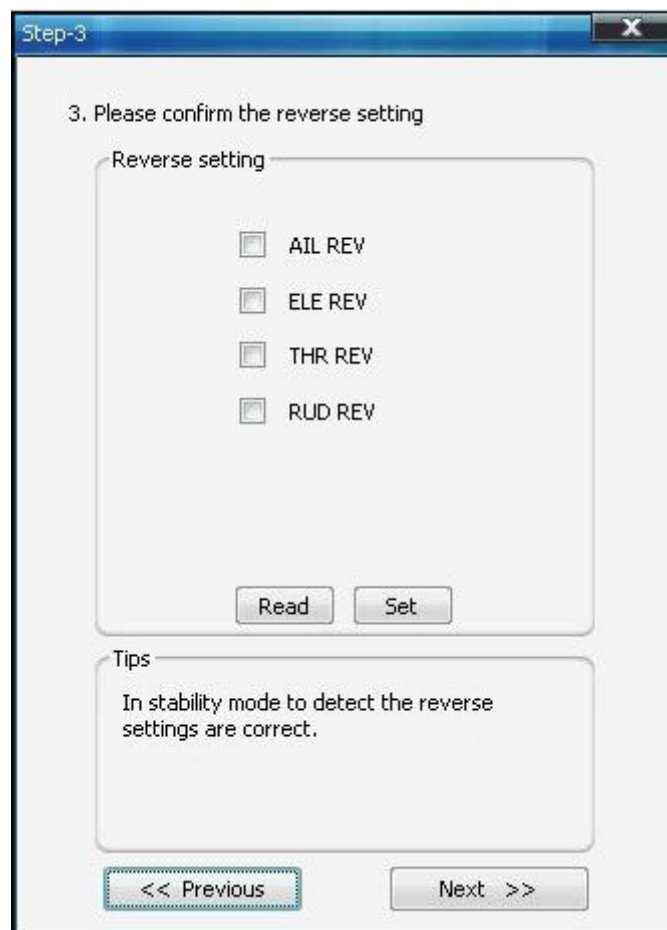 Step-3
X
3. Please confirm the reverse setting
Reverse setting
AIL REV
ELE REV
THR REV
RUD REV
Read Set
Tips
In stability mode to detect the reverse
settings are correct.
<< Previous Next >>